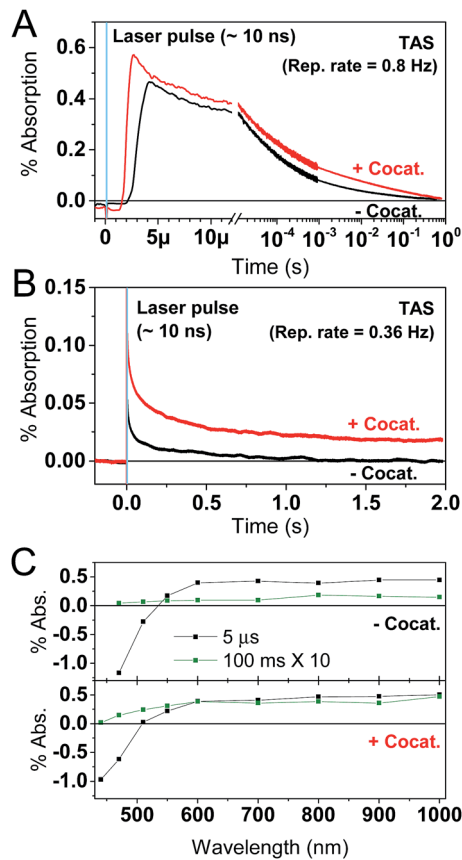 A
Laser pulse (~ 10 ns)
TAS
(Rep. rate = 0.8 Hz)
% Absorption
0.6
0.4
0.2
0.0
+ Cocat.
- Cocat.
0
5µ
10µ
10⁻⁴
10⁻³
10⁻²
10⁻¹
10⁰
Time (s)
B
Laser pulse
(~ 10 ns)
TAS
(Rep. rate = 0.36 Hz)
% Absorption
0.15
0.10
0.05
0.00
+ Cocat.
- Cocat.
0.0
0.5
1.0
1.5
2.0
Time (s)
C
% Abs.
0.5
0.0
-0.5
-1.0
- Cocat.
5 µs
100 ms X 10
% Abs.
0.5
0.0
-0.5
-1.0
+ Cocat.
500
600
700
800
900
1000
Wavelength (nm)